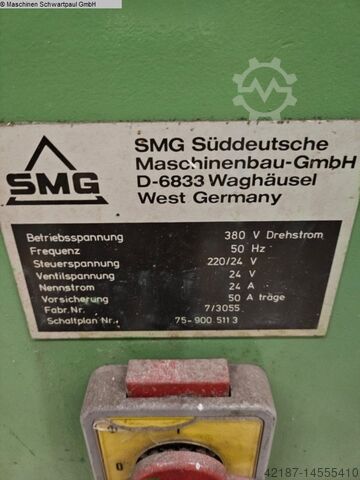 © Maschinen Schwartpaul GmbH
SMG
SMG Süddeutsche
Maschinenbau-GmbH
D-6833 Waghäusel
West Germany
Betriebsspannung 380 V Drehstrom
Frequenz 50 Hz
Steuerspannung 220/24 V
Ventilspannung 24 V
Nennstrom 24 A
Vorsicherung 50 A träge
Fabr. Nr. 7/3055
Schaltplan Nr. 75-900 511 3
0
I
42187-14555410